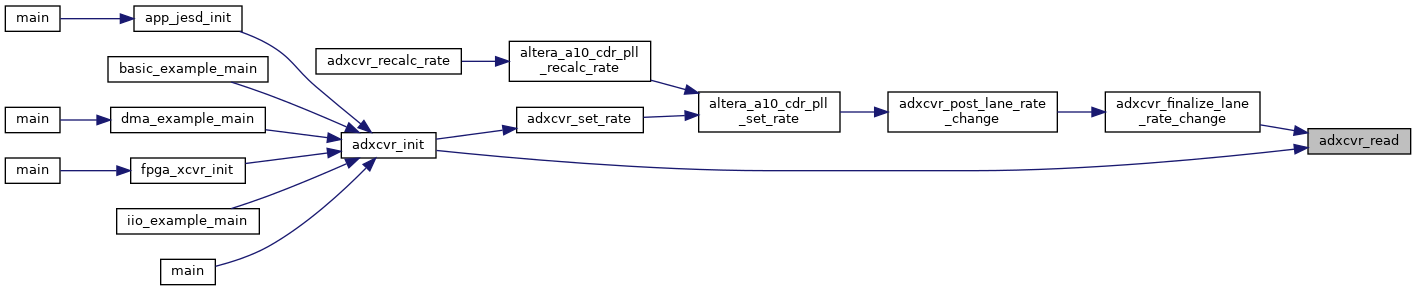 main
app_jesd_init
basic_example_main
adxcvr_recalc_rate
altera_a10_cdr_pll
_recalc_rate
main
dma_example_main
adxcvr_set_rate
altera_a10_cdr_pll
_set_rate
adxcvr_post_lane_rate
_change
adxcvr_finalize_lane
_rate_change
adxcvr_init
adxcvr_read
main
fpga_xcvr_init
iio_example_main
main